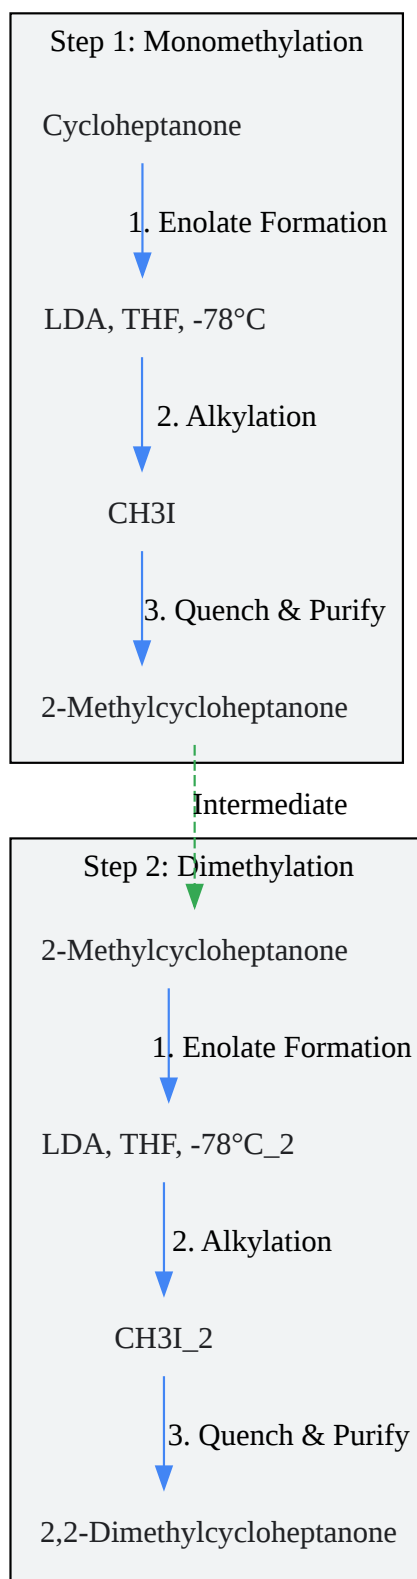 Step 1: Monomethylation
Cycloheptanone
1. Enolate Formation
LDA, THF, -78°C
2. Alkylation
CH3I
3. Quench & Purify
2-Methylcycloheptanone
Intermediate
Step 2: Dimethylation
2-Methylcycloheptanone
1. Enolate Formation
LDA, THF, -78°C_2
2. Alkylation
CH3I_2
3. Quench & Purify
2,2-Dimethylcycloheptanone